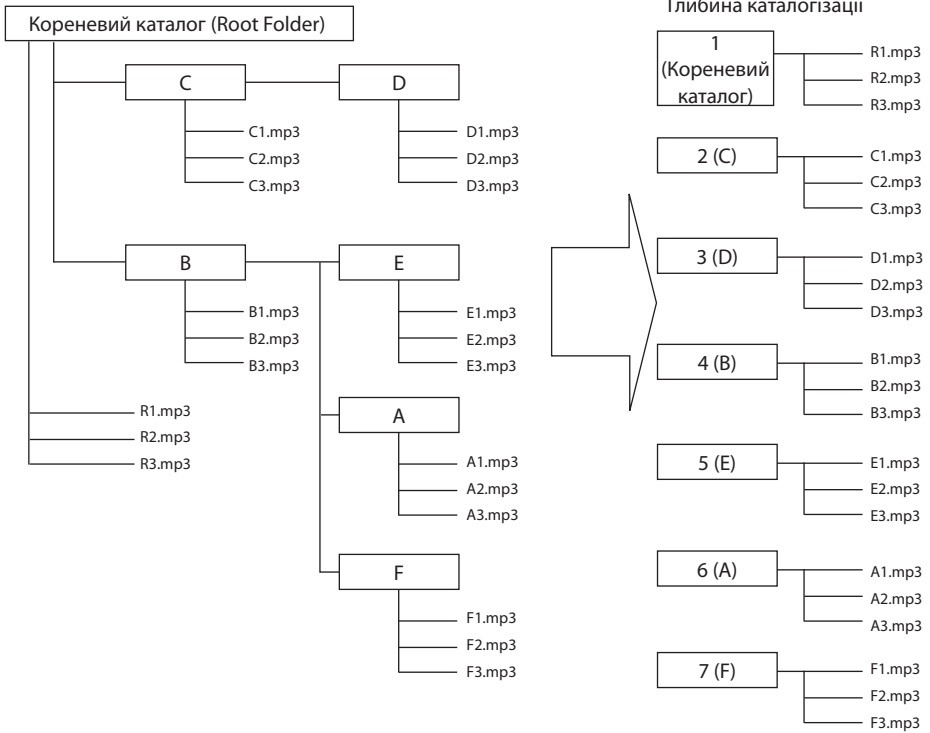 Глибина каталогізації
Кореневий каталог (Root Folder)
C
D
C1.mp3
C2.mp3
C3.mp3
D1.mp3
D2.mp3
D3.mp3
B
E
B1.mp3
B2.mp3
B3.mp3
E1.mp3
E2.mp3
E3.mp3
R1.mp3
R2.mp3
R3.mp3
A
A1.mp3
A2.mp3
A3.mp3
F
F1.mp3
F2.mp3
F3.mp3
1
(Кореневий
каталог)
R1.mp3
R2.mp3
R3.mp3
2 (C)
C1.mp3
C2.mp3
C3.mp3
3 (D)
D1.mp3
D2.mp3
D3.mp3
4 (B)
B1.mp3
B2.mp3
B3.mp3
5 (E)
E1.mp3
E2.mp3
E3.mp3
6 (A)
A1.mp3
A2.mp3
A3.mp3
7 (F)
F1.mp3
F2.mp3
F3.mp3